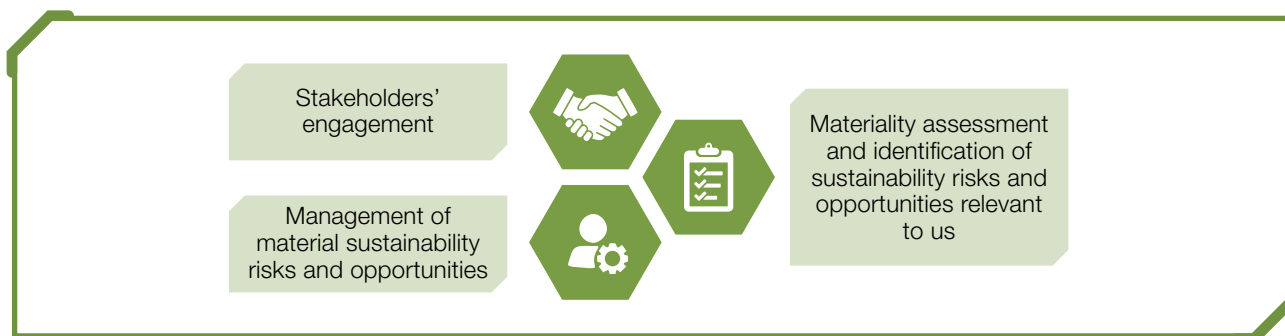 Stakeholders’
engagement
Materiality assessment
and identification of
sustainability risks and
opportunities relevant
to us
Management of
material sustainability
risks and opportunities